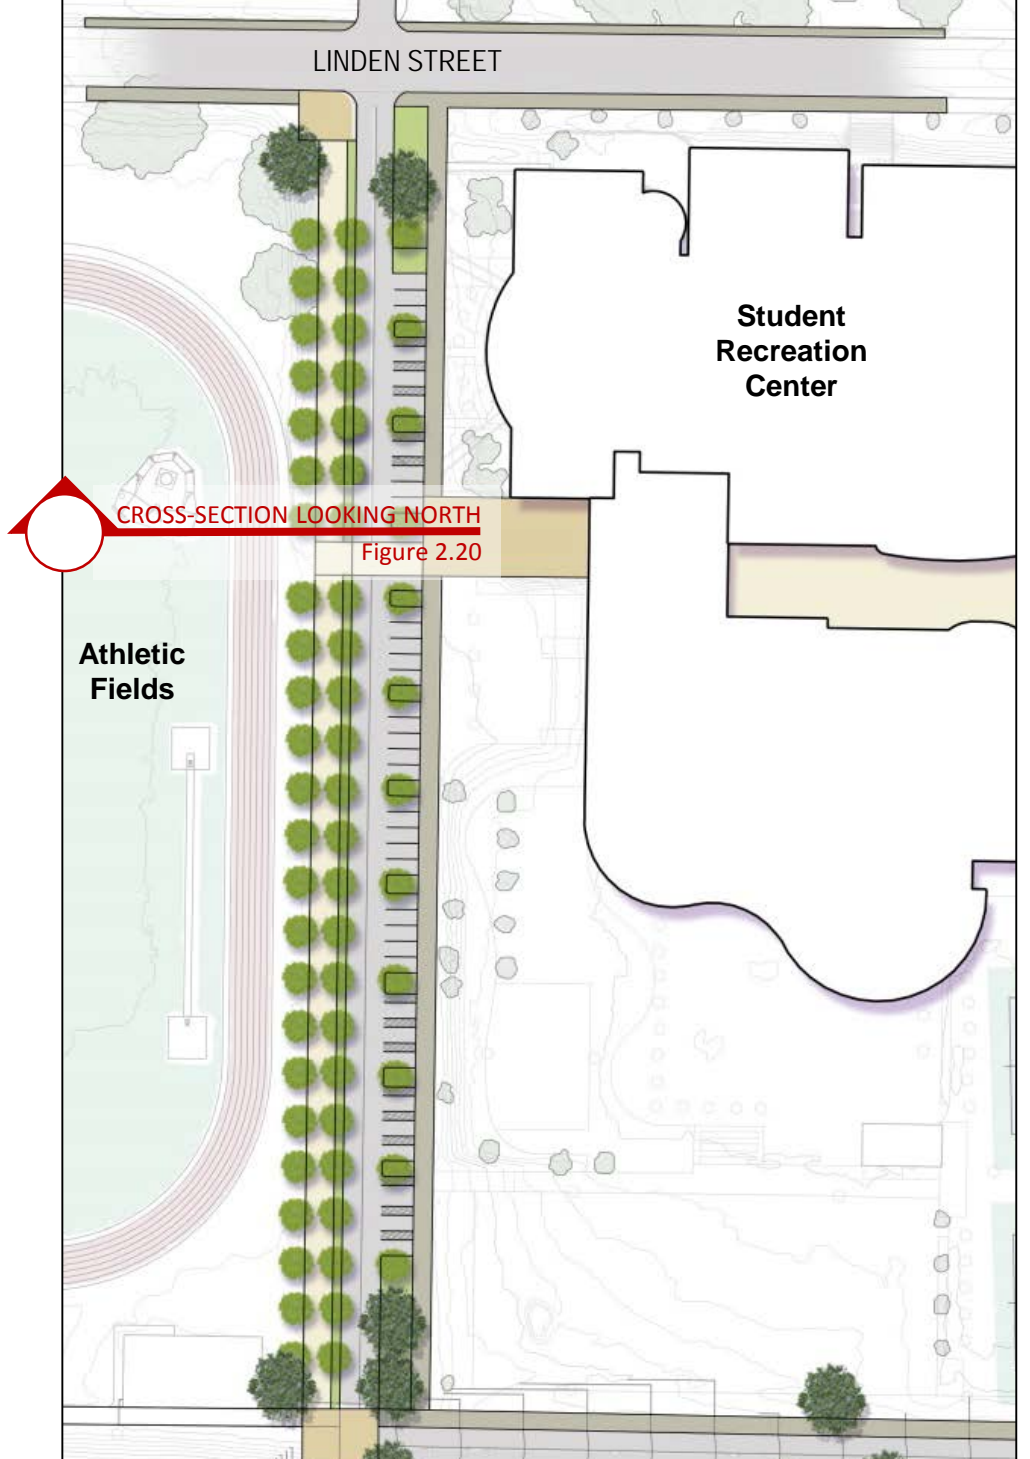 LINDEN STREET
Student
Recreation
Center
CROSS-SECTION LOOKING NORTH
Figure 2.20
Athletic
Fields